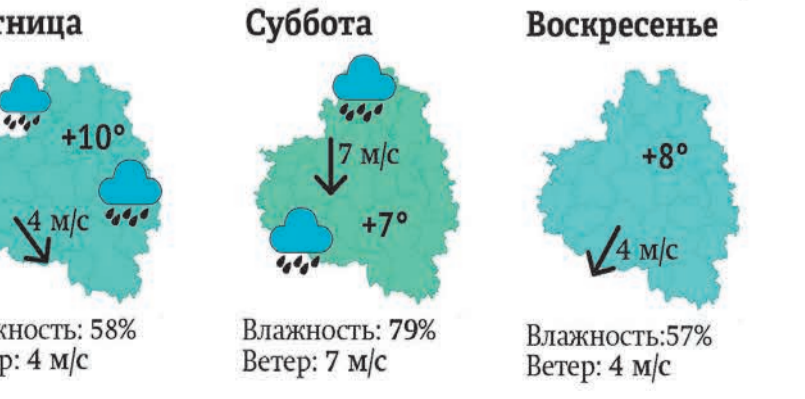 тница
+10°
4 м/с
жность: 58%
р: 4 м/с
Суббота
7 м/с
+7°
Влажность: 79%
Ветер: 7 м/с
Воскресенье
+8°
4 м/с
Влажность:57%
Ветер: 4 м/с